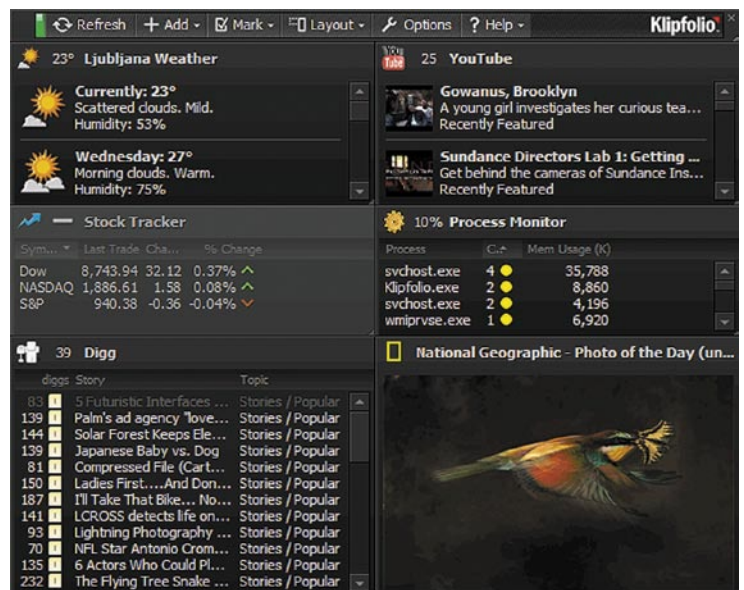 Refresh + Add Mark Layout Options ? Help Klipfolio
23° Ljubljana Weather
Currently: 23°
Scattered clouds. Mild.
Humidity: 53%
Wednesday: 27°
Morning clouds. Warm.
Humidity: 75%
You Tube 25 YouTube
Gowanus, Brooklyn
A young girl investigates her curious tea...
Recently Featured
Sundance Directors Lab 1: Getting ...
Get behind the cameras of Sundance Ins...
Recently Featured
Stock Tracker
Sym... Last Trade Cha... % Change
Dow 8,743.94 32.12 0.37%
NASDAQ 1,886.61 1.58 0.08%
S&P 940.38 -0.36 -0.04%
10% Process Monitor
Process C... Mem Usage (K)
svchost.exe 4 35,788
Klipfolio.exe 2 8,860
svchost.exe 2 4,196
wmiprvse.exe 1 6,920
39 Digg
diggs Story Topic
83 5 Futuristic Interfaces ... Stories / Popular
139 Palm's ad agency "love... Stories / Popular
144 Solar Forest Keeps Ele... Stories / Popular
139 Japanese Baby vs. Dog Stories / Popular
81 Compressed File (Cart... Stories / Popular
150 Ladies First....And Don... Stories / Popular
187 I'll Take That Bike... No... Stories / Popular
141 LCROSS detects life on... Stories / Popular
93 Lightning Photography ... Stories / Popular
70 NFL Star Antonio Crom... Stories / Popular
135 6 Actors Who Could Pl... Stories / Popular
232 The Flying Tree Snake ... Stories / Popular
National Geographic - Photo of the Day (un...